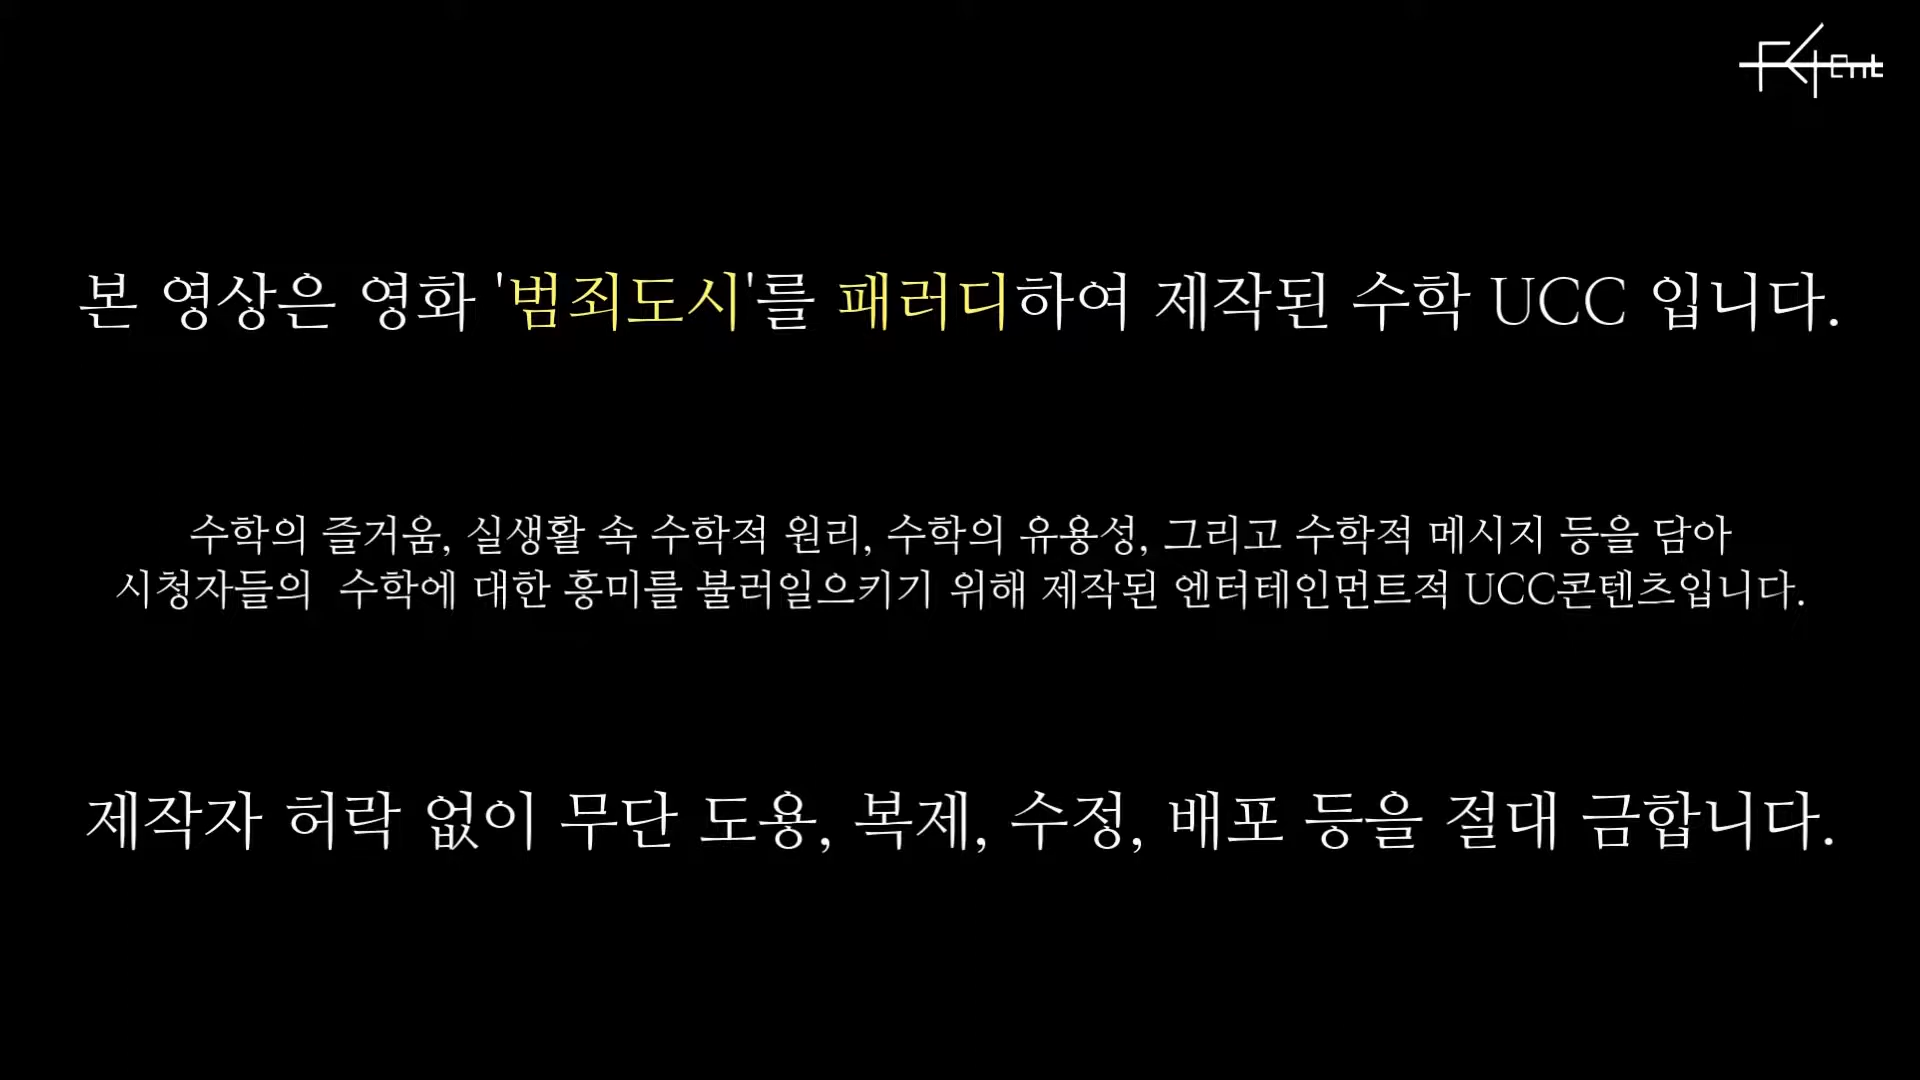 본 영상은 영화 '범죄도시'를 패러디하여 제작된 수학 UCC 입니다.
수학의 즐거움, 실생활 속 수학적 원리, 수학의 유용성, 그리고 수학적 메시지 등을 담아
시청자들의 수학에 대한 흥미를 불러일으키기 위해 제작된 엔터테인먼트적 UCC콘텐츠입니다.
제작자 허락 없이 무단 도용, 복제, 수정, 배포 등을 절대 금합니다.